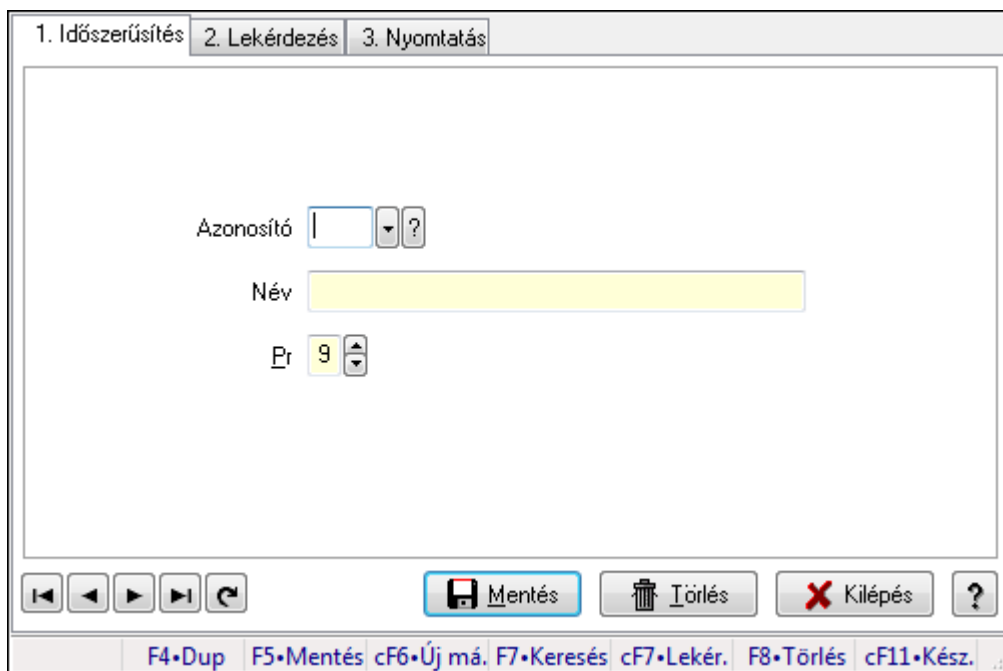 1. Időszerűsítés 2. Lekérdezés 3. Nyomtatás
Azonosító ?
Név
Pr 9
Mentés Törlés Kilépés ?
F4•Dup F5•Mentés cF6•Új má. F7•Keresés cF7•Lekér. F8•Törlés cF11•Kész.